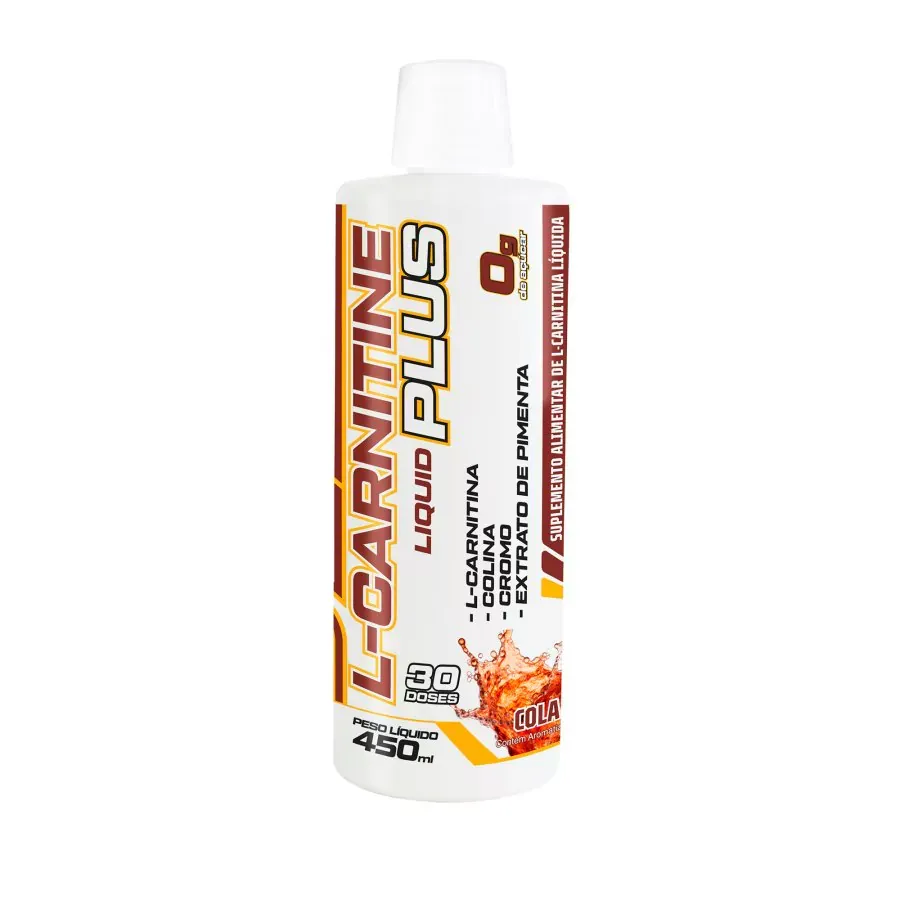 L-CARNITINE
LIQUID PLUS
0g
de açúcar
- L-CARNITINA
- COLINA
- CROMO
- EXTRATO DE PIMENTA
SUPLEMENTO ALIMENTAR DE L-CARNITINA LÍQUIDA
30
DOSES
PESO LÍQUIDO
450ml
COLA
Contém